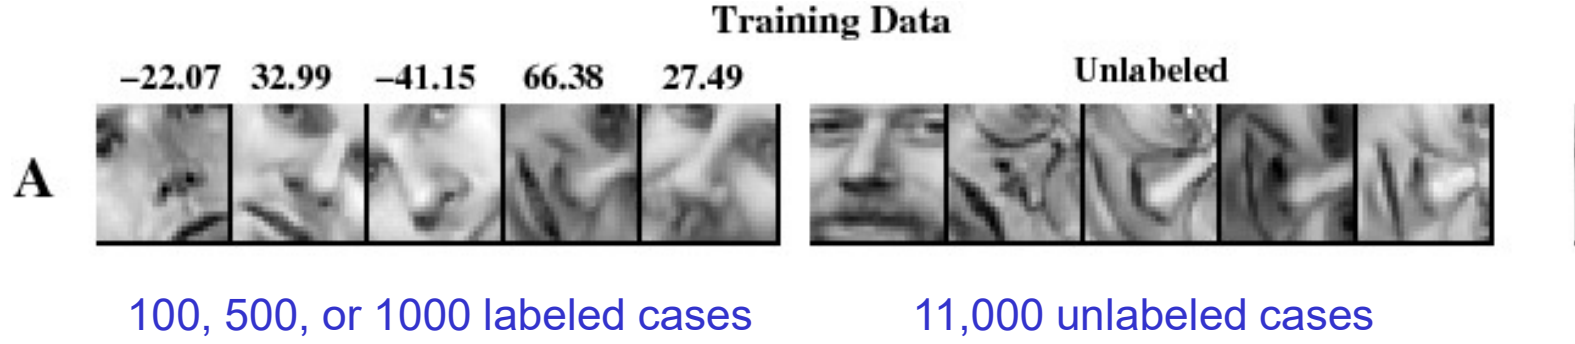 Training Data
−22.07 32.99 −41.15 66.38 27.49 Unlabeled
A
100, 500, or 1000 labeled cases 11,000 unlabeled cases